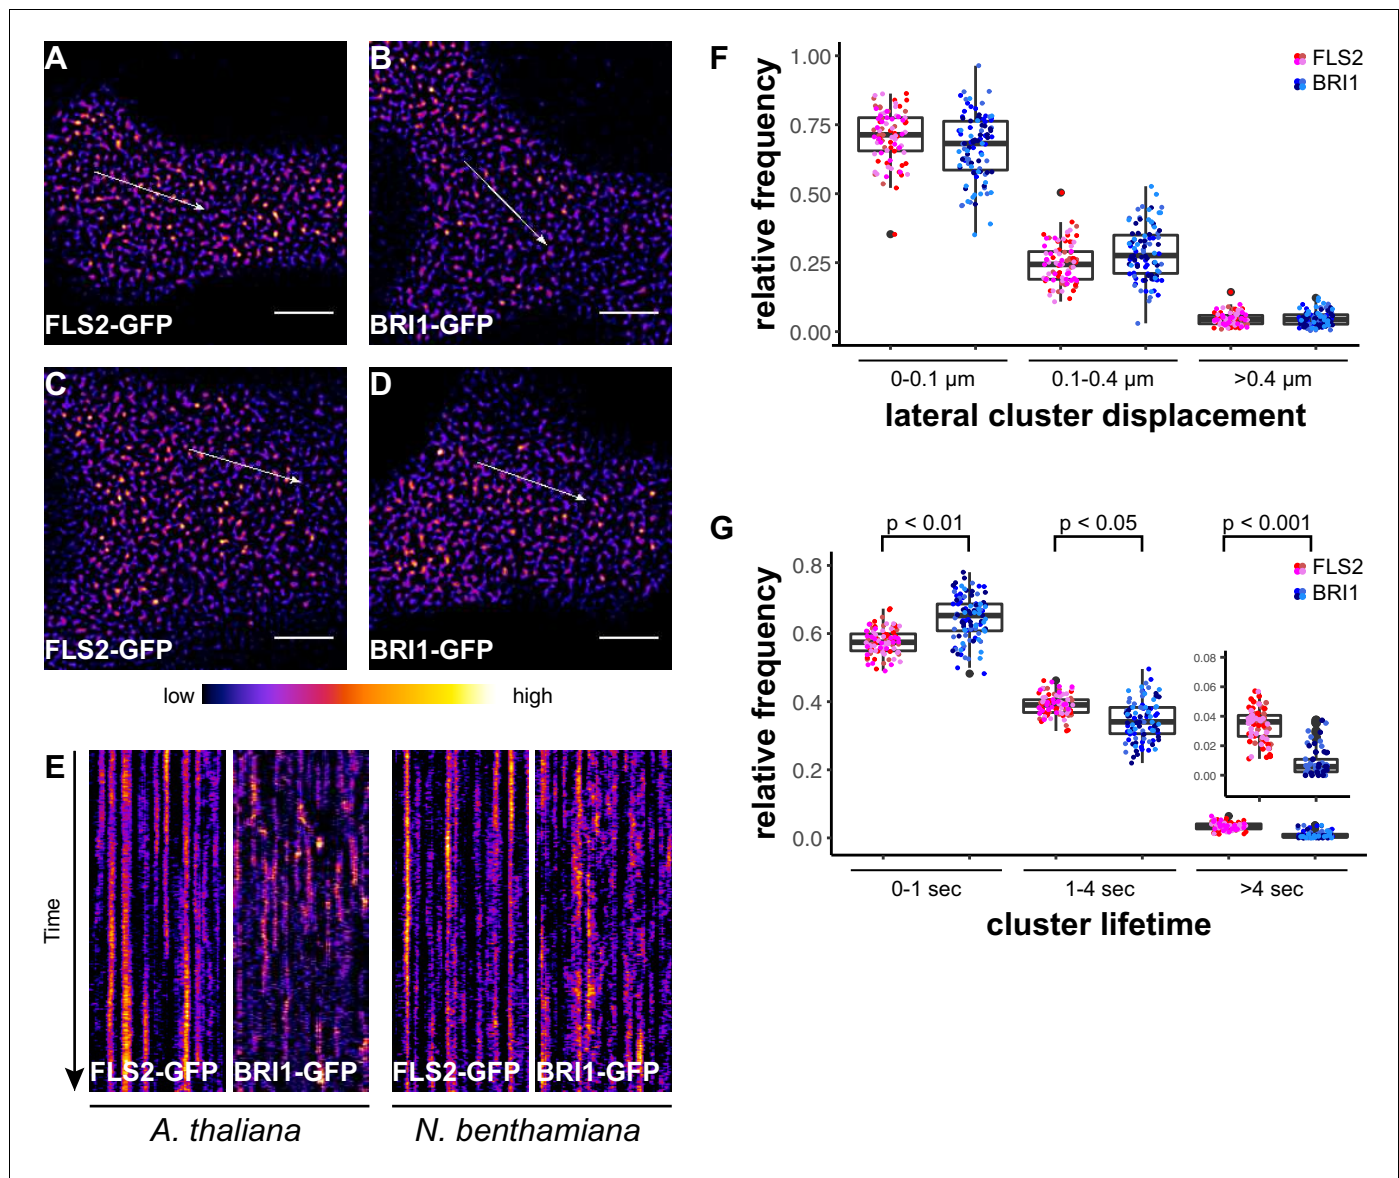 A
FLS2-GFP
B
BRI1-GFP
C
FLS2-GFP
D
BRI1-GFP
low
high
E
Time
FLS2-GFP
BRI1-GFP
FLS2-GFP
BRI1-GFP
A. thaliana
N. benthamiana
F
relative frequency
1.00
0.75
0.50
0.25
0.00
FLS2
BRI1
0-0.1 µm
0.1-0.4 µm
>0.4 µm
lateral cluster displacement
G
p < 0.01
p < 0.05
p < 0.001
relative frequency
0.8
0.6
0.4
0.2
0.0
FLS2
BRI1
0.08
0.06
0.04
0.02
0.00
0-1 sec
1-4 sec
>4 sec
cluster lifetime